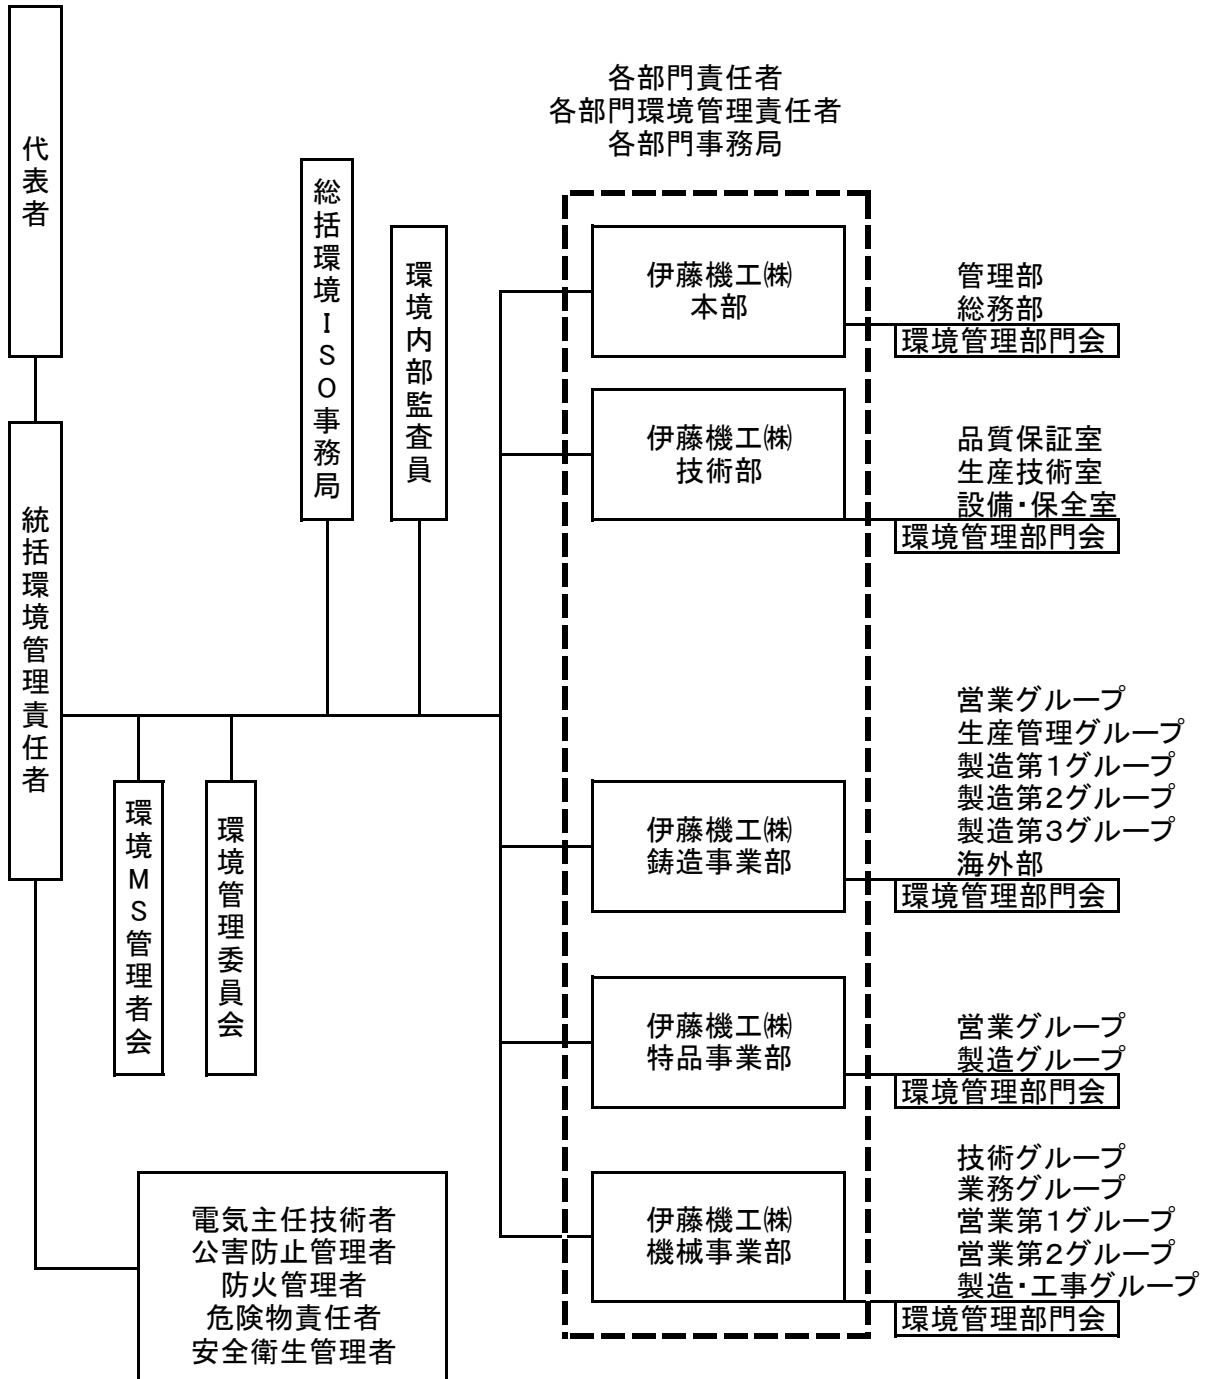 代表者
統括環境管理責任者
総括環境ISO事務局
環境内部監査員
環境MS管理者会
環境管理委員会
電気主任技術者
公害防止管理者
防火管理者
危険物責任者
安全衛生管理者
各部門責任者
各部門環境管理責任者
各部門事務局
伊藤機工㈱
本部
管理部
総務部
環境管理部門会
伊藤機工㈱
技術部
品質保証室
生産技術室
設備・保全室
環境管理部門会
伊藤機工㈱
鋳造事業部
営業グループ
生産管理グループ
製造第1グループ
製造第2グループ
製造第3グループ
海外部
環境管理部門会
伊藤機工㈱
特品事業部
営業グループ
製造グループ
環境管理部門会
伊藤機工㈱
機械事業部
技術グループ
業務グループ
営業第1グループ
営業第2グループ
製造・工事グループ
環境管理部門会